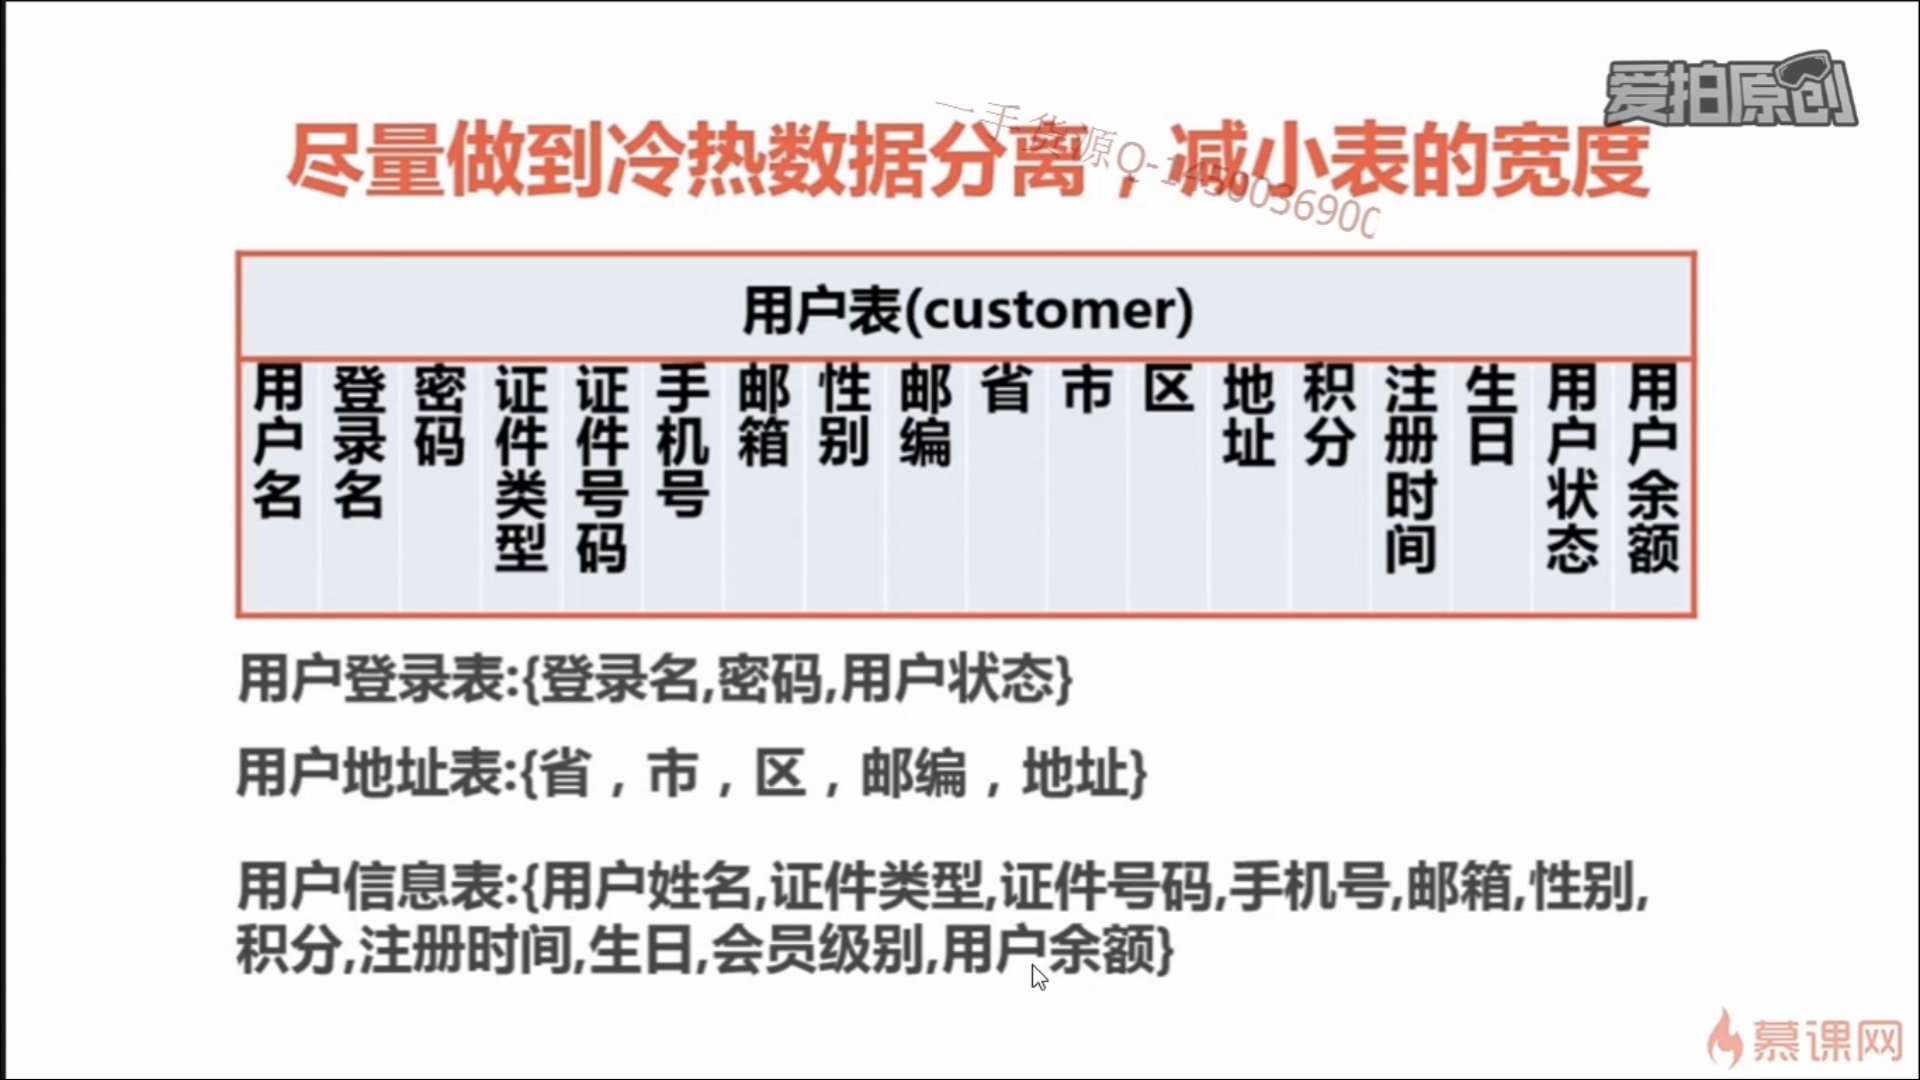 爱拍原创
一手货源Q-1459003690
尽量做到冷热数据分离，减小表的宽度
用户表(customer)
用户名 登录名 密码 证件类型 证件号码 手机号 邮箱 性别 邮编 省 市 区 地址 积分 注册时间 生日 用户状态 用户余额
用户登录表:{登录名,密码,用户状态}
用户地址表:{省，市，区，邮编，地址}
用户信息表:{用户姓名,证件类型,证件号码,手机号,邮箱,性别,
积分,注册时间,生日,会员级别,用户余额}
慕课网